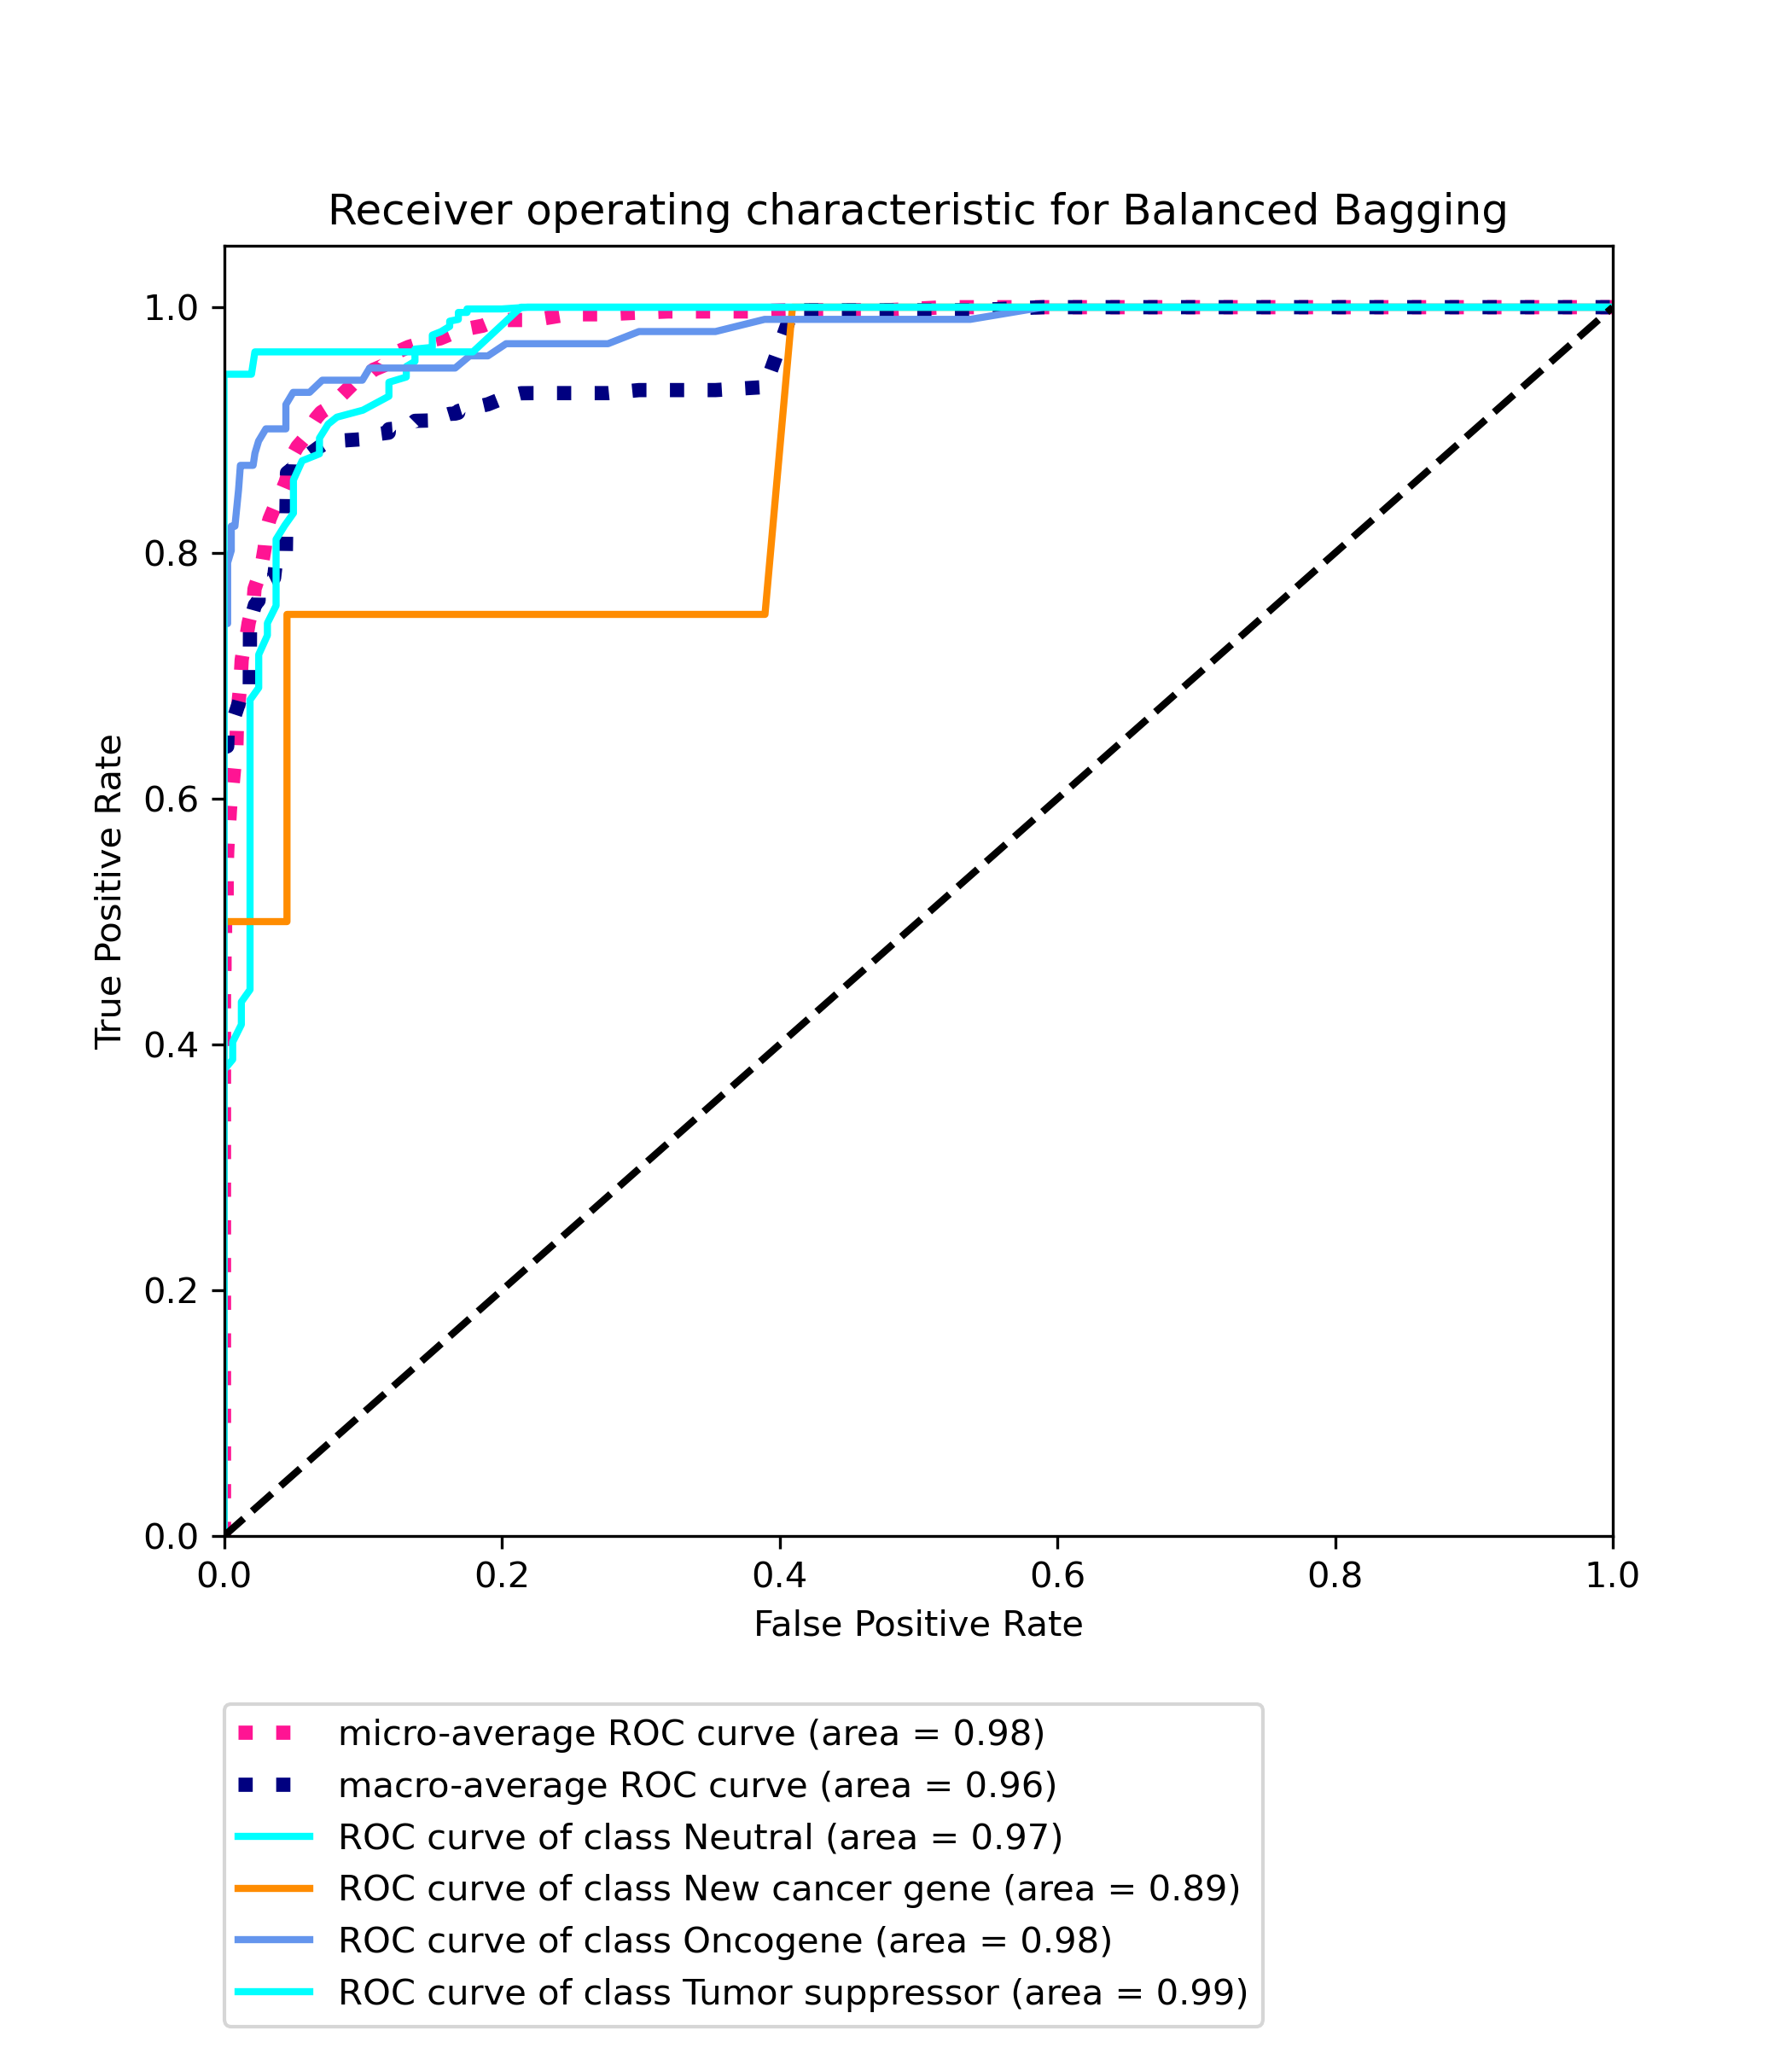 Receiver operating characteristic for Balanced Bagging
1.0
0.8
0.6
0.4
0.2
0.0
True Positive Rate
0.0 0.2 0.4 0.6 0.8 1.0
False Positive Rate
micro-average ROC curve (area = 0.98)
macro-average ROC curve (area = 0.96)
ROC curve of class Neutral (area = 0.97)
ROC curve of class New cancer gene (area = 0.89)
ROC curve of class Oncogene (area = 0.98)
ROC curve of class Tumor suppressor (area = 0.99)